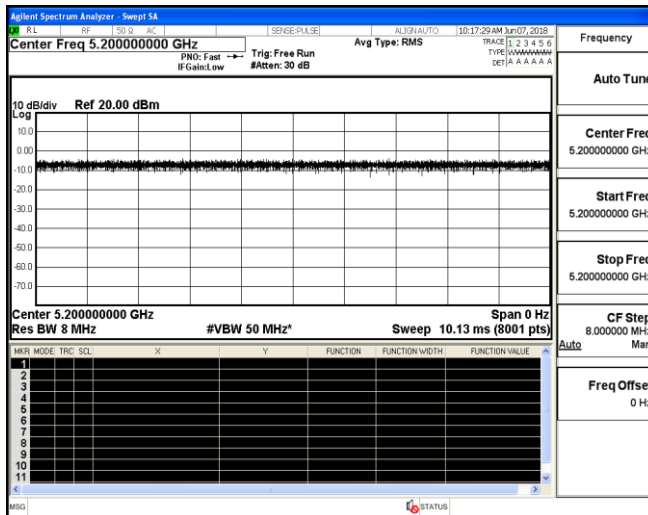 Agilent Spectrum Analyzer - Swept SA
RL RF 50 Ω AC SENSE:PULSE ALIGNAUTO 10:17:29 AM Jun 07, 2018
Center Freq 5.200000000 GHz
PNO: Fast
IFGain:Low
Trig: Free Run
#Atten: 30 dB
Avg Type: RMS
TRACE 1 2 3 4 5 6
TYPE
DET A A A A A A
10 dB/div Ref 20.00 dBm
Log
10.0
0.00
-10.0
-20.0
-30.0
-40.0
-50.0
-60.0
-70.0
Center 5.200000000 GHz Span 0 Hz
Res BW 8 MHz #VBW 50 MHz* Sweep 10.13 ms (8001 pts)
MKR MODE TRC SCL X Y FUNCTION FUNCTION WIDTH FUNCTION VALUE
1
2
3
4
5
6
7
8
9
10
11
MSG STATUS
Frequency
Auto Tune
Center Freq
5.200000000 GHz
Start Freq
5.200000000 GHz
Stop Freq
5.200000000 GHz
CF Step
8.000000 MHz
Auto Man
Freq Offset
0 Hz